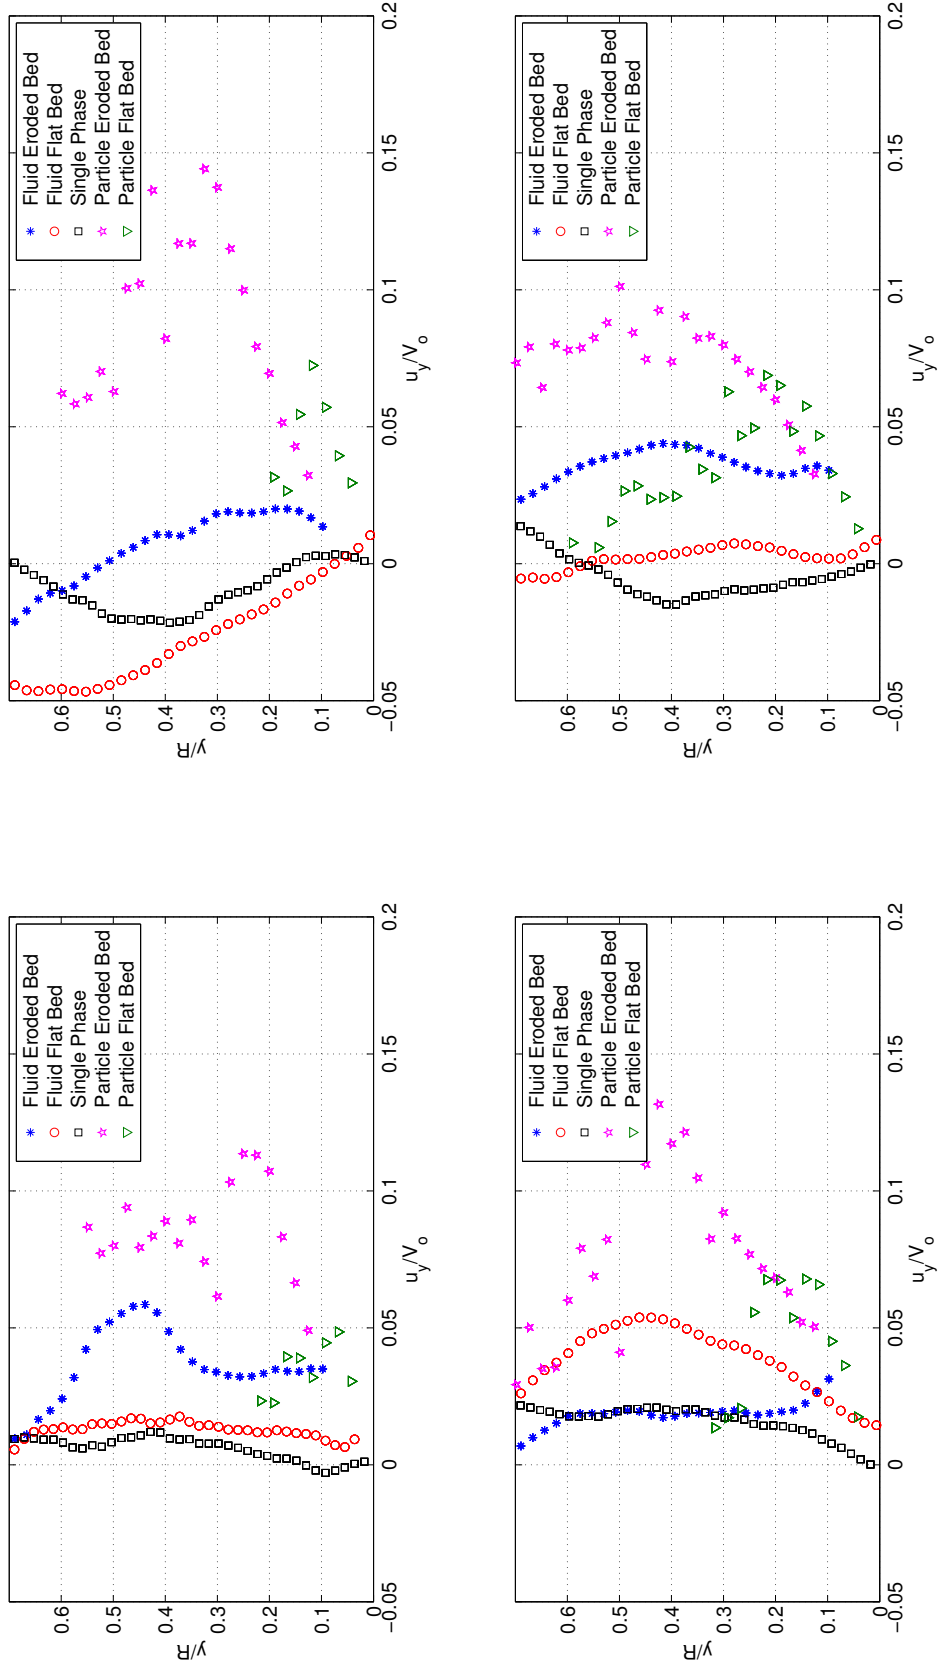 Fluid Eroded Bed
Fluid Flat Bed
Single Phase
Particle Eroded Bed
Particle Flat Bed
0.6
0.5
0.4
0.3
0.2
0.1
0
y/R
−0.05
0
0.05
0.1
0.15
0.2
u_y/V_o
Fluid Eroded Bed
Fluid Flat Bed
Single Phase
Particle Eroded Bed
Particle Flat Bed
0.6
0.5
0.4
0.3
0.2
0.1
0
y/R
−0.05
0
0.05
0.1
0.15
0.2
u_y/V_o
Fluid Eroded Bed
Fluid Flat Bed
Single Phase
Particle Eroded Bed
Particle Flat Bed
0.6
0.5
0.4
0.3
0.2
0.1
0
y/R
−0.05
0
0.05
0.1
0.15
0.2
u_y/V_o
Fluid Eroded Bed
Fluid Flat Bed
Single Phase
Particle Eroded Bed
Particle Flat Bed
0.6
0.5
0.4
0.3
0.2
0.1
0
y/R
−0.05
0
0.05
0.1
0.15
0.2
u_y/V_o